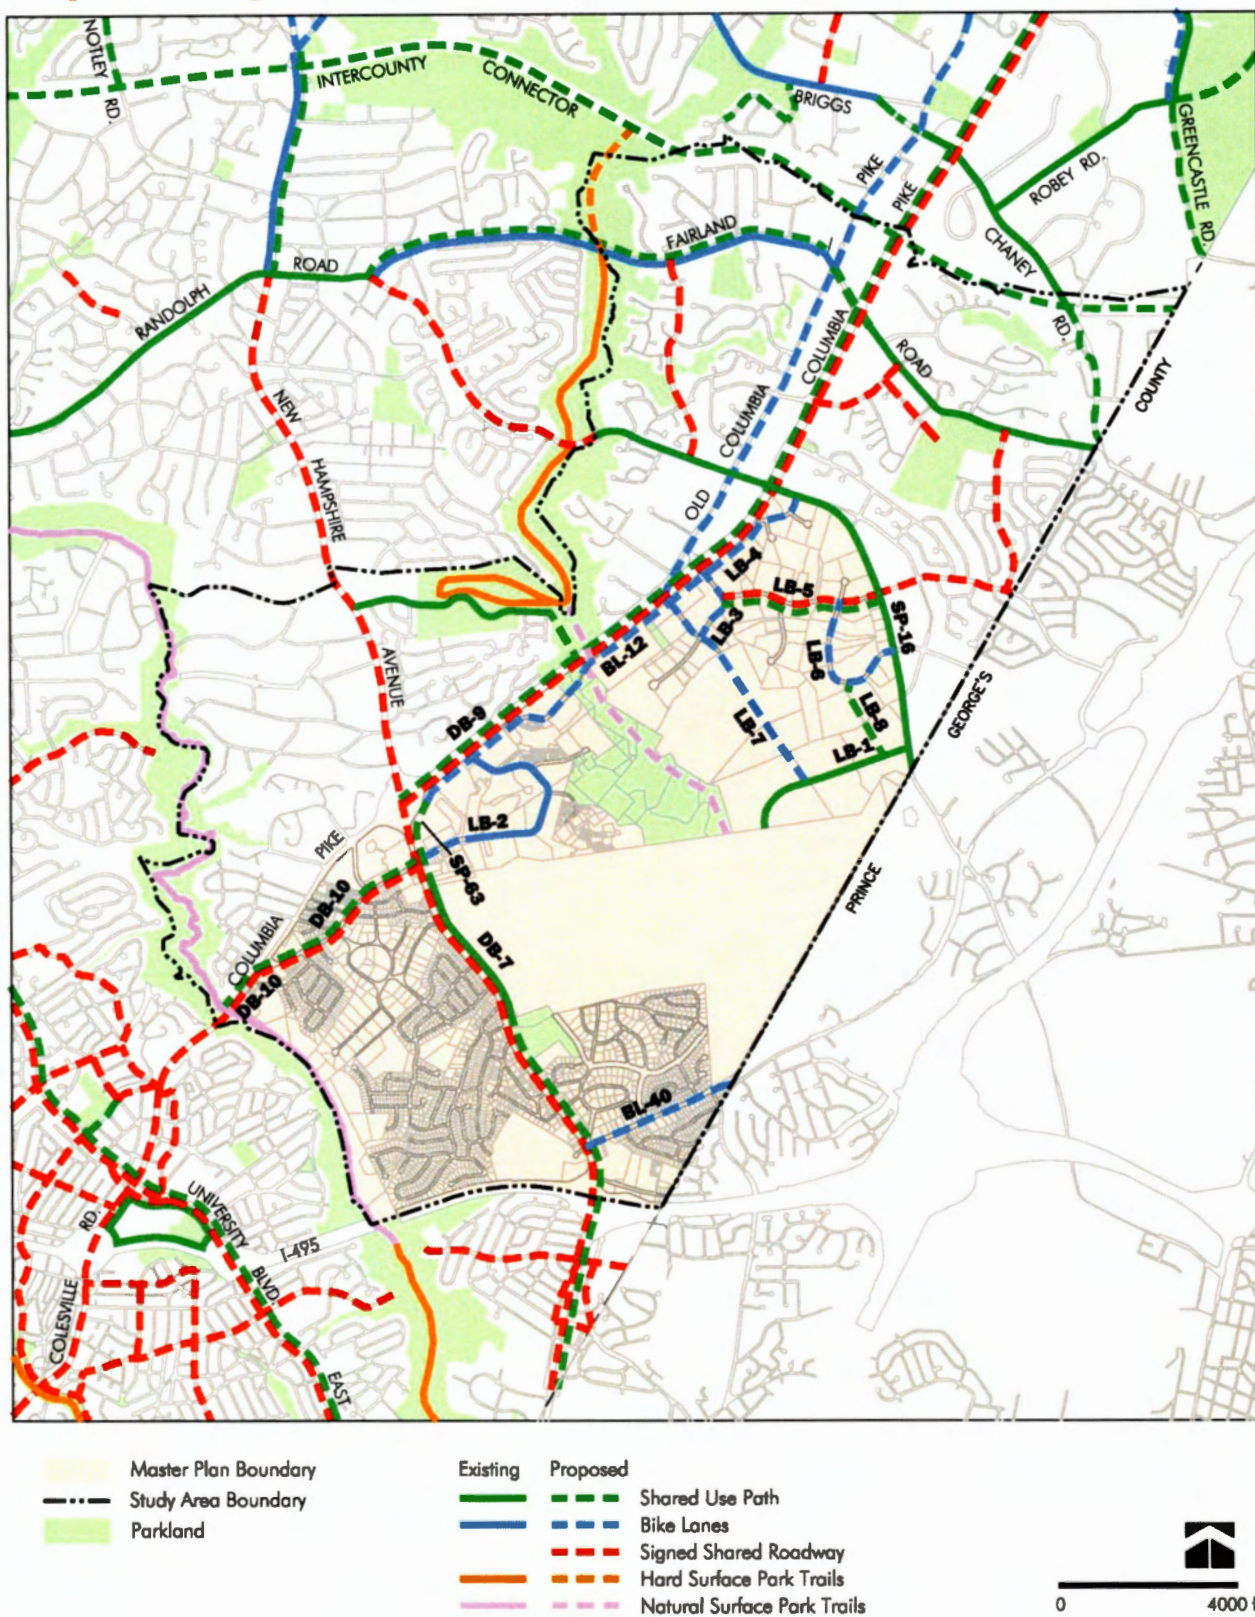 NOTLEY
RD.
INTERCOUNTY
CONNECTOR
BRIGGS
PIKE
PIKE
ROBEY RD.
GREENCASTLE RD.
CHANEY
RD.
RANDOLPH
ROAD
FAIRLAND
ROAD
COLUMBIA
COLUMBIA
OLD
COUNTY
NEW
HAMPSHIRE
AVENUE
LB-4
LB-5
LB-3
SP-16
BL-12
LB-6
LB-8
LB-7
LB-1
GEORGE'S
PRINCE
DB-9
LB-2
PIKE
SP-63
DB-10
COLUMBIA
DB-10
DB-7
BL-40
UNIVERSITY
BLVD.
EAST
RD.
COLESVILLE
I-495
Master Plan Boundary
Study Area Boundary
Parkland
Existing Proposed
Shared Use Path
Bike Lanes
Signed Shared Roadway
Hard Surface Park Trails
Natural Surface Park Trails
0 4000